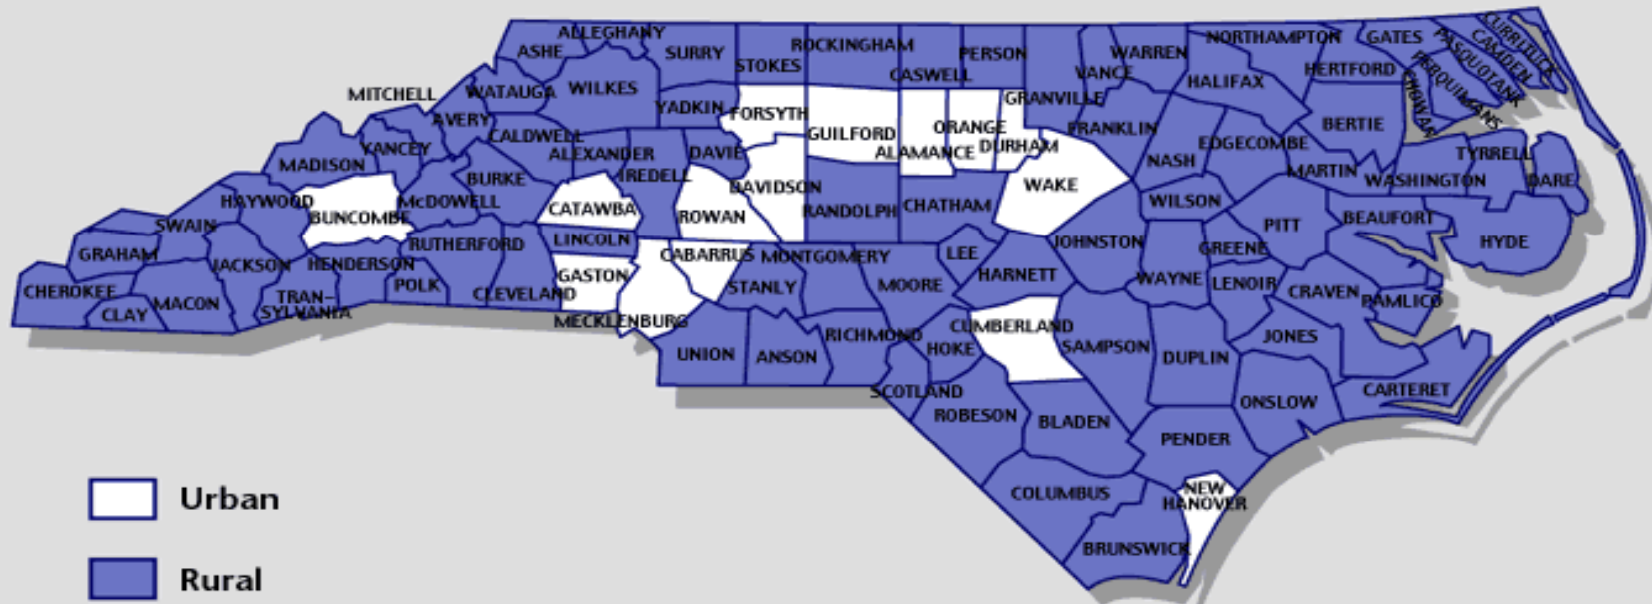 ALLEGHANY
ASHE
SURRY
STOKES
ROCKINGHAM
CASWELL
PERSON
VANCE
WARREN
NORTHAMPTON
GATES
CURRITUCK
CAMDEN
PASQUOTANK
PERQUIMANS
CHOWAN
HERTFORD
HALIFAX
MITCHELL
WATAUGA
WILKES
YADKIN
FORSYTH
GUILFORD
ORANGE
ALAMANCE
DURHAM
GRANVILLE
FRANKLIN
BERTIE
AVERY
CALDWELL
YANCEY
MADISON
ALEXANDER
DAVIE
IREDELL
NASH
EDGECOMBE
MARTIN
WASHINGTON
TYRRELL
DARE
BURKE
DAVIDSON
WAKE
HAYWOOD
BUNCOMBE
McDOWELL
CATAWBA
ROWAN
RANDOLPH
CHATHAM
WILSON
PITT
BEAUFORT
HYDE
SWAIN
GRAHAM
JACKSON
HENDERSON
RUTHERFORD
LINCOLN
CABARRUS
MONTGOMERY
LEE
JOHNSTON
GREENE
CHEROKEE
CLAY
MACON
TRAN-
SYLVANIA
POLK
CLEVELAND
GASTON
MECKLENBURG
STANLY
MOORE
HARNETT
WAYNE
LENOIR
CRAVEN
PAMLICO
UNION
ANSON
RICHMOND
HOKE
CUMBERLAND
SAMPSON
DUPLIN
JONES
SCOTLAND
ROBESON
BLADEN
PENDER
ONSLOW
CARTERET
COLUMBUS
NEW
HANOVER
BRUNSWICK
Urban
Rural